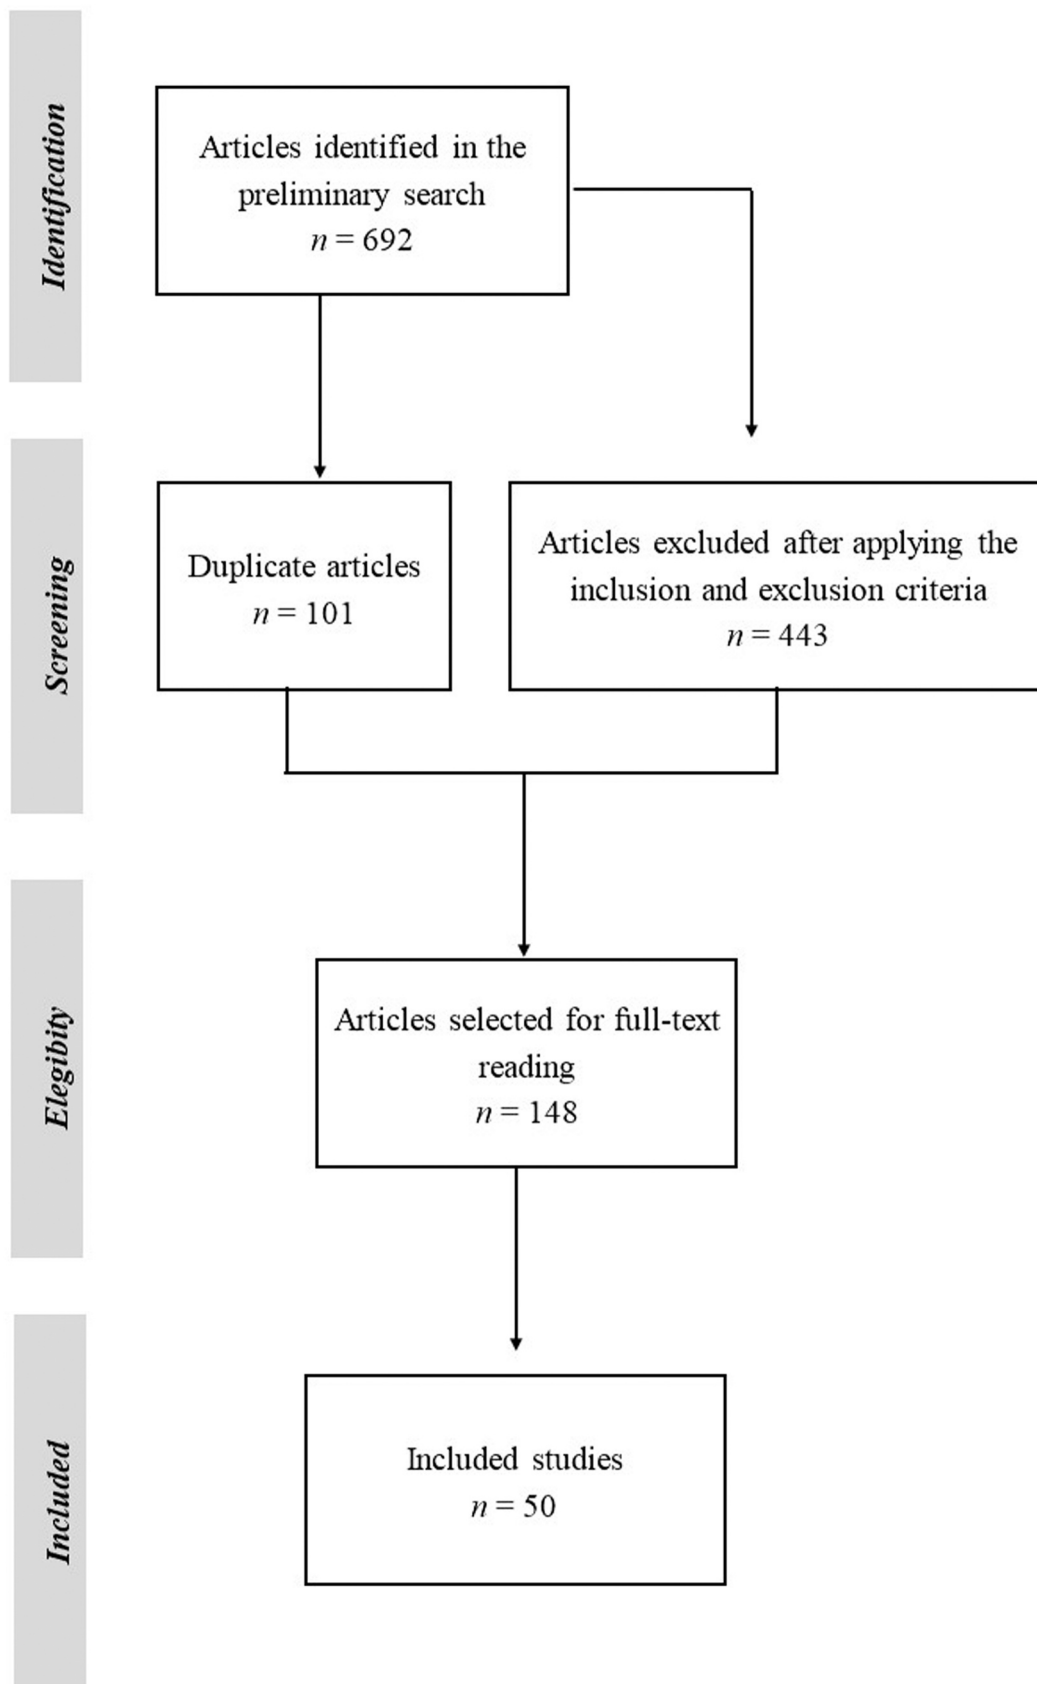 Identification
Articles identified in the
preliminary search
n = 692
Screening
Duplicate articles
n = 101
Articles excluded after applying the
inclusion and exclusion criteria
n = 443
Elegibity
Articles selected for full-text
reading
n = 148
Included
Included studies
n = 50